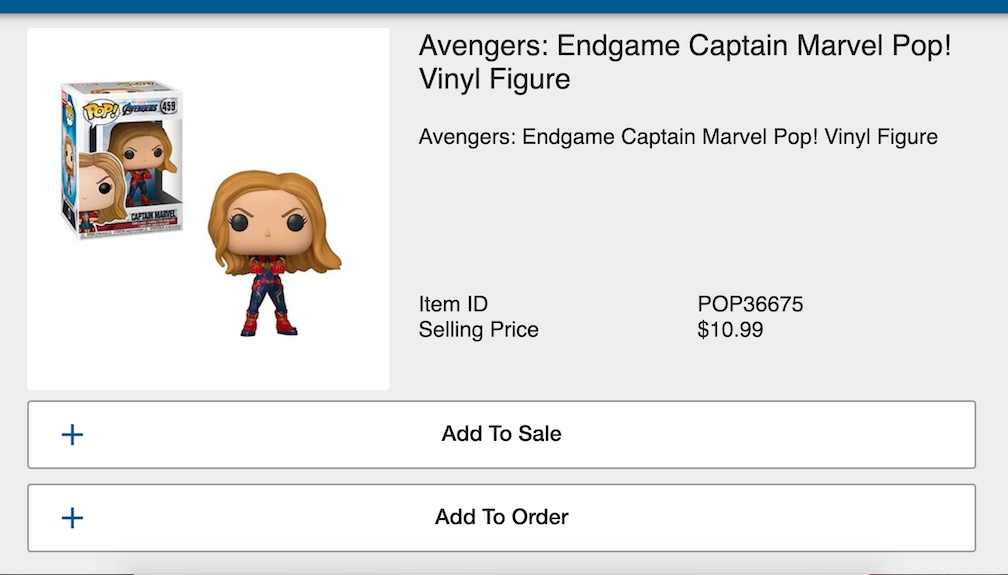 Avengers: Endgame Captain Marvel Pop!
Vinyl Figure
Avengers: Endgame Captain Marvel Pop! Vinyl Figure
POP!
AVENGERS
459
CAPTAIN MARVEL
Item ID POP36675
Selling Price $10.99
+ Add To Sale
+ Add To Order